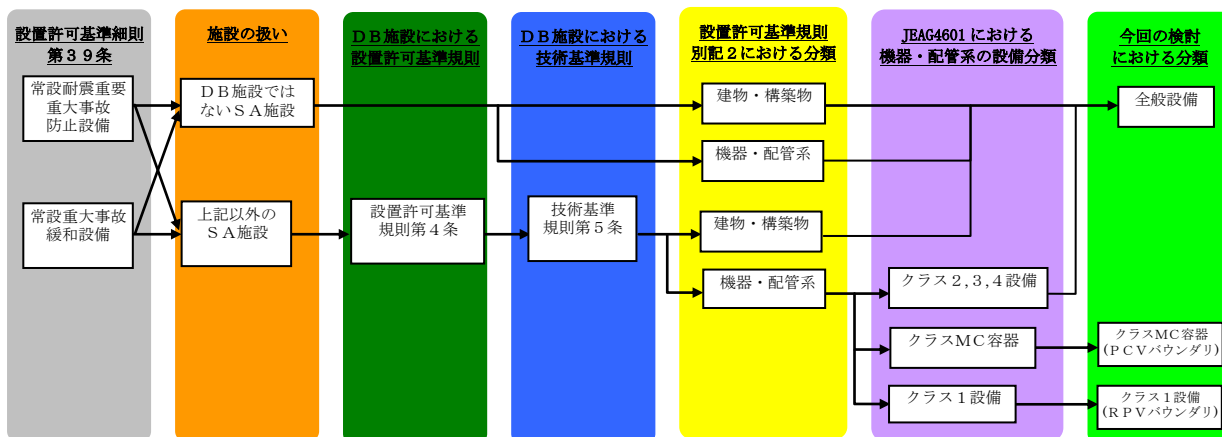 設置許可基準細則
第３９条
常設耐震重要
重大事故
防止設備
常設重大事故
緩和設備
施設の扱い
ＤＢ施設では
ないＳＡ施設
上記以外の
ＳＡ施設
ＤＢ施設における
設置許可基準規則
設置許可基準
規則第４条
ＤＢ施設における
技術基準規則
技術基準
規則第５条
設置許可基準規則
別記２における分類
建物・構築物
機器・配管系
建物・構築物
機器・配管系
JEAG4601における
機器・配管系の設備分類
クラス２,３,４設備
クラスMC容器
クラス１設備
今回の検討
における分類
全般設備
クラスMC容器
(ＰＣＶバウンダリ)
クラス１設備
(ＲＰＶバウンダリ)